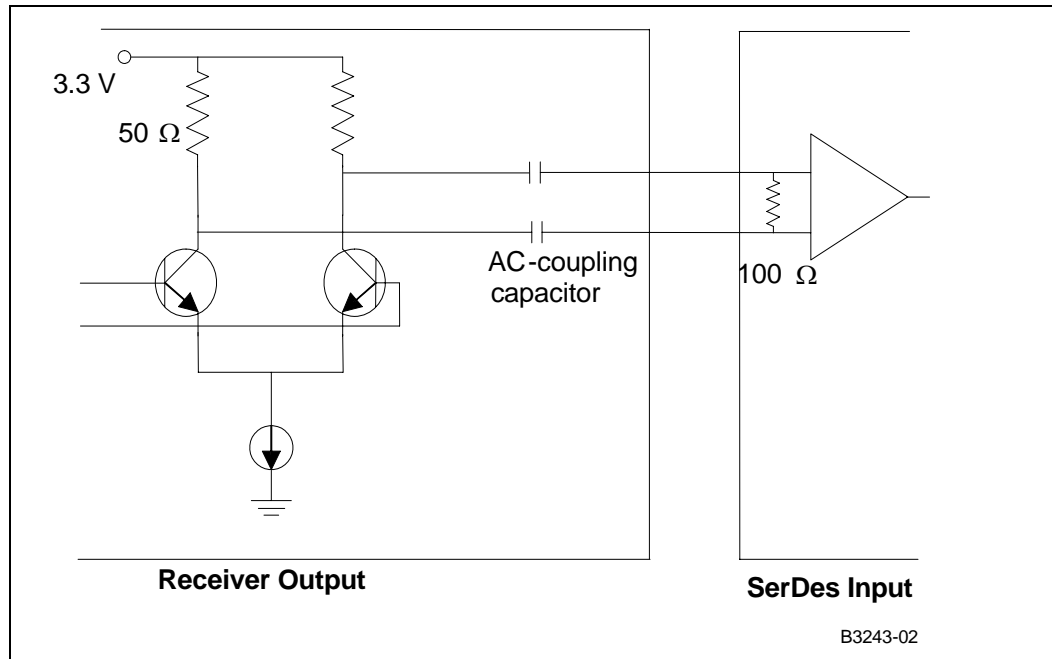 3.3 V
50 Ω
AC-coupling
capacitor
100 Ω
Receiver Output
SerDes Input
B3243-02